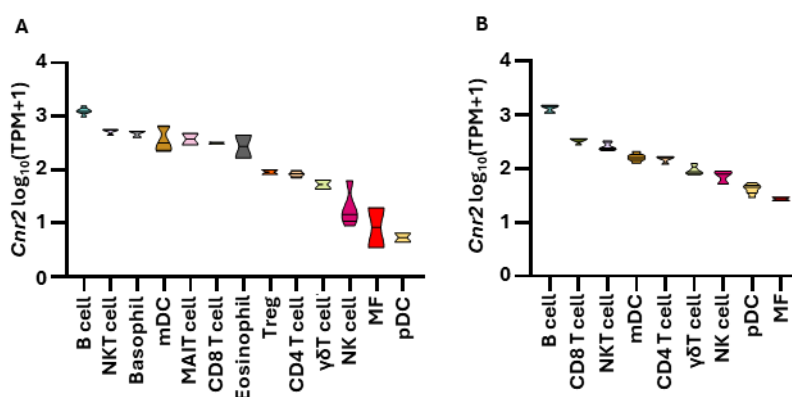 A
Cnr2 log10(TPM+1)
4
3
2
1
0
B cell
NKT cell
Basophil
mDC
MAIT cell
CD8 T cell
Eosinophil
Treg
CD4 T cell
γδT cell
NK cell
MF
pDC
B
Cnr2 log10(TPM+1)
4
3
2
1
0
B cell
CD8 T cell
NKT cell
mDC
CD4 T cell
γδT cell
NK cell
pDC
MF